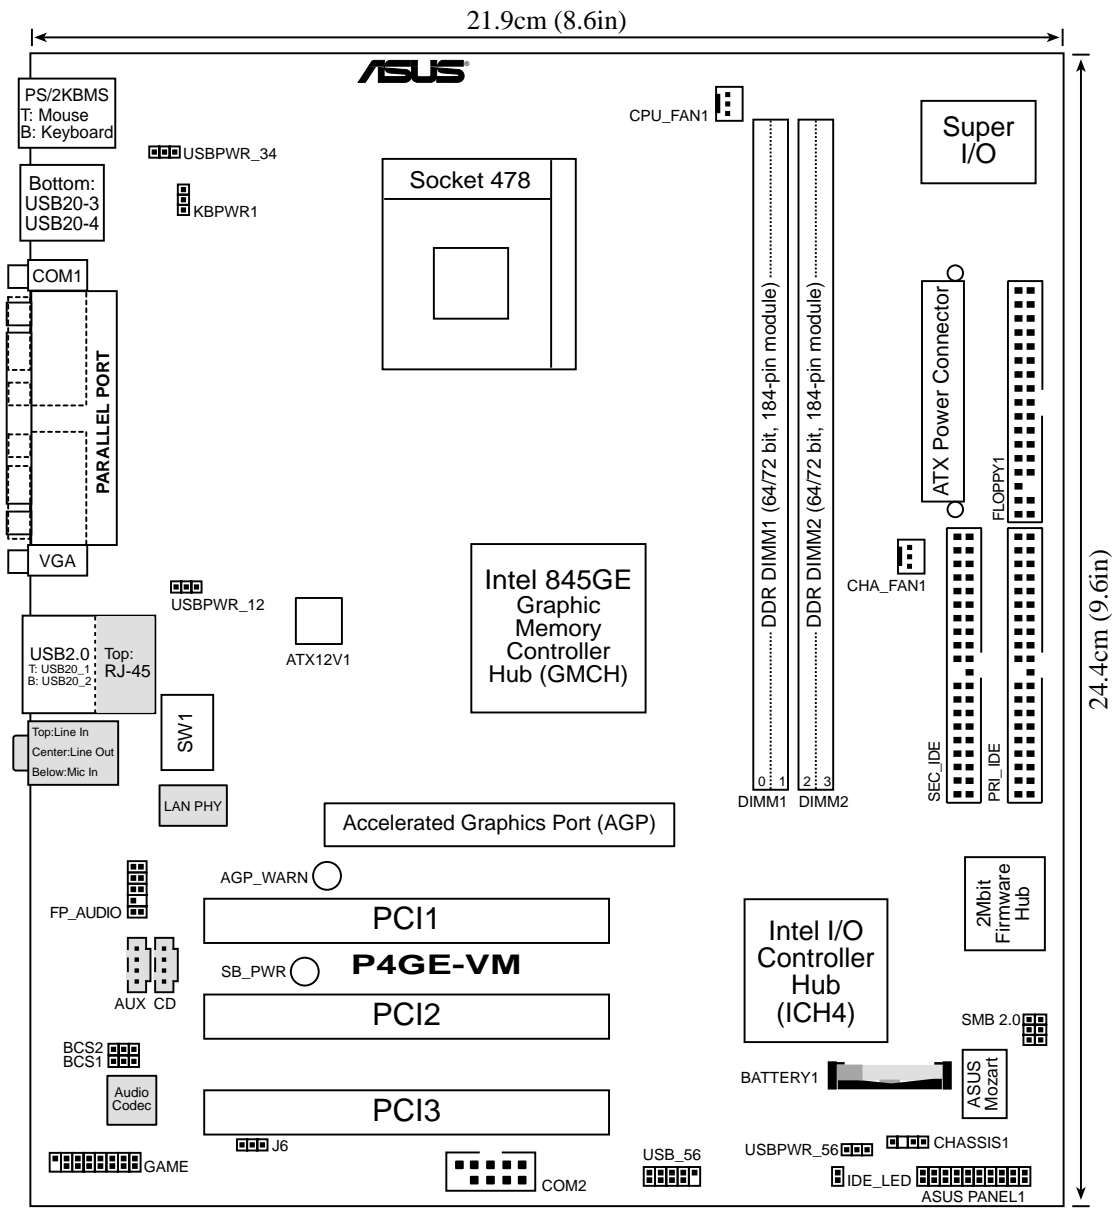 21.9cm (8.6in)
ASUS®
PS/2KBMS
T: Mouse
B: Keyboard
CPU_FAN1
Super
I/O
USBPWR_34
Bottom:
USB20-3
USB20-4
KBPWR1
Socket 478
COM1
PARALLEL PORT
VGA
DDR DIMM1 (64/72 bit, 184-pin module)
DDR DIMM2 (64/72 bit, 184-pin module)
ATX Power Connector
FLOPPY1
24.4cm (9.6in)
CHA_FAN1
USBPWR_12
ATX12V1
Intel 845GE
Graphic
Memory
Controller
Hub (GMCH)
USB2.0
T: USB20_1
B: USB20_2
Top:
RJ-45
SW1
Top:Line In
Center:Line Out
Below:Mic In
LAN PHY
0 1
2 3
DIMM1
DIMM2
SEC_IDE
PRI_IDE
Accelerated Graphics Port (AGP)
AGP_WARN
FP_AUDIO
PCI1
2Mbit
Firmware
Hub
Intel I/O
Controller
Hub
(ICH4)
SB_PWR
P4GE-VM
AUX
CD
PCI2
SMB 2.0
BCS2
BCS1
BATTERY1
ASUS
Mozart
Audio
Codec
PCI3
J6
GAME
COM2
USB_56
USBPWR_56
CHASSIS1
IDE_LED
ASUS PANEL1